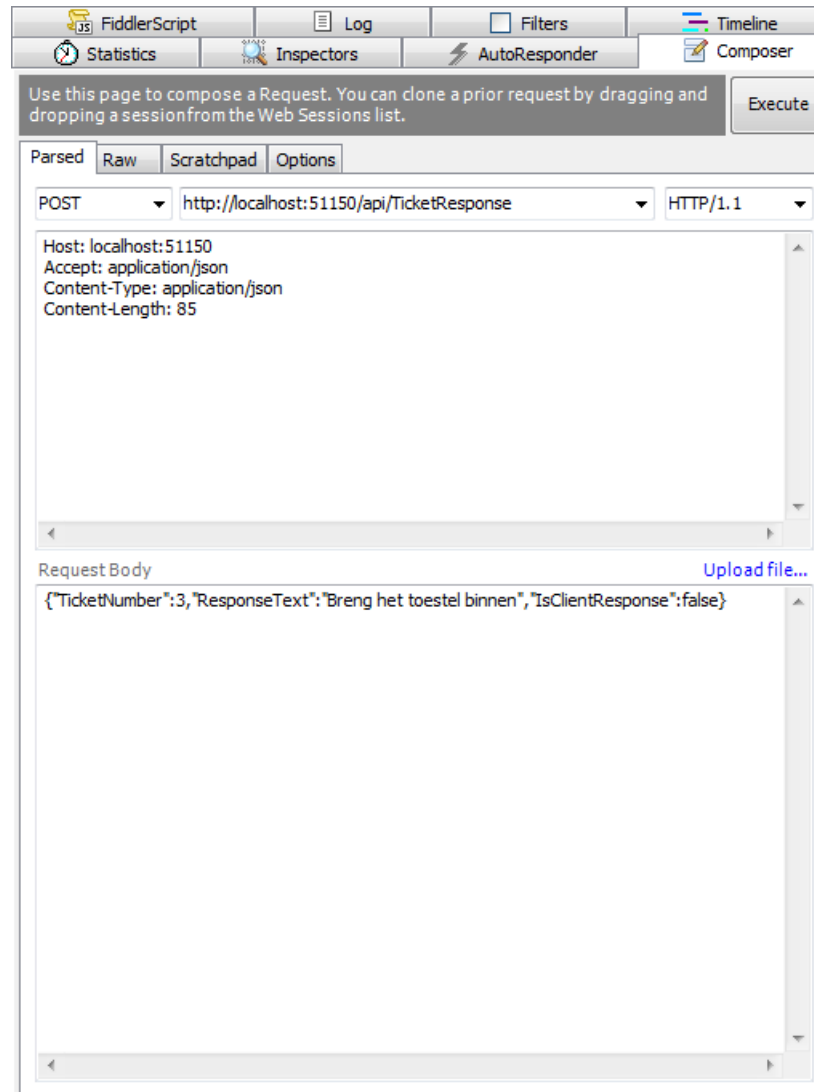 FiddlerScript Log Filters Timeline
Statistics Inspectors AutoResponder Composer
Use this page to compose a Request. You can clone a prior request by dragging and
dropping a sessionfrom the Web Sessions list.
Execute
Parsed Raw Scratchpad Options
POST http://localhost:51150/api/TicketResponse HTTP/1.1
Host: localhost:51150
Accept: application/json
Content-Type: application/json
Content-Length: 85
Request Body Upload file...
{"TicketNumber":3,"ResponseText":"Breng het toestel binnen","IsClientResponse":false}